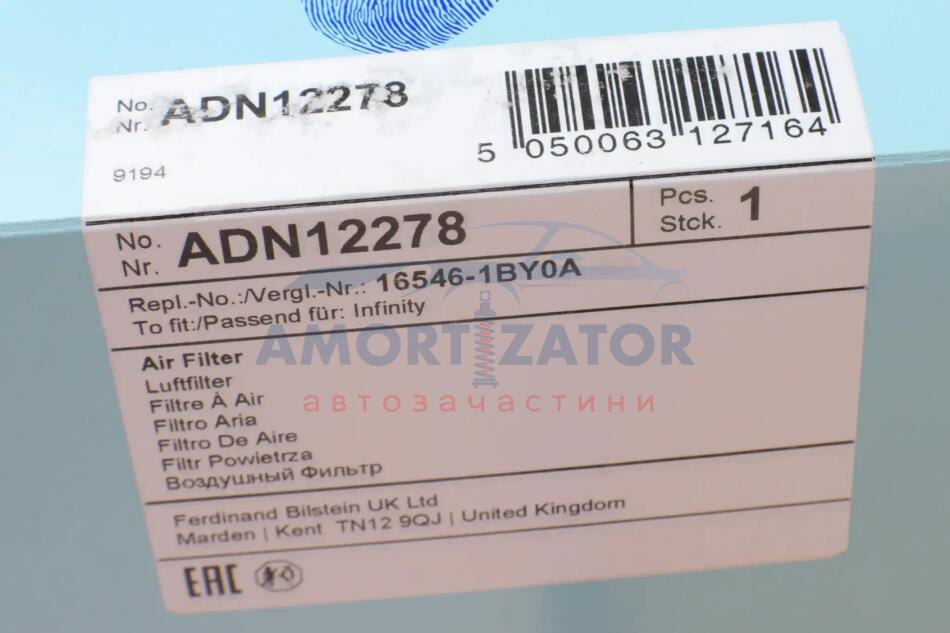 No.
Nr. ADN12278
9194
5 050063 127164
No.
Nr. ADN12278
Pcs.
Stck. 1
Repl.-No.:/Vergl.-Nr.: 16546-1BY0A
To fit:/Passend für: Infinity
Air Filter
Luftfilter
Filtre À Air
Filtro Aria
Filtro De Aire
Filtr Powietrza
Воздушный Фильтр
AMORTIZATOR
автозачастини
Ferdinand Bilstein UK Ltd
Marden | Kent TN12 9QJ | United Kingdom
EAC